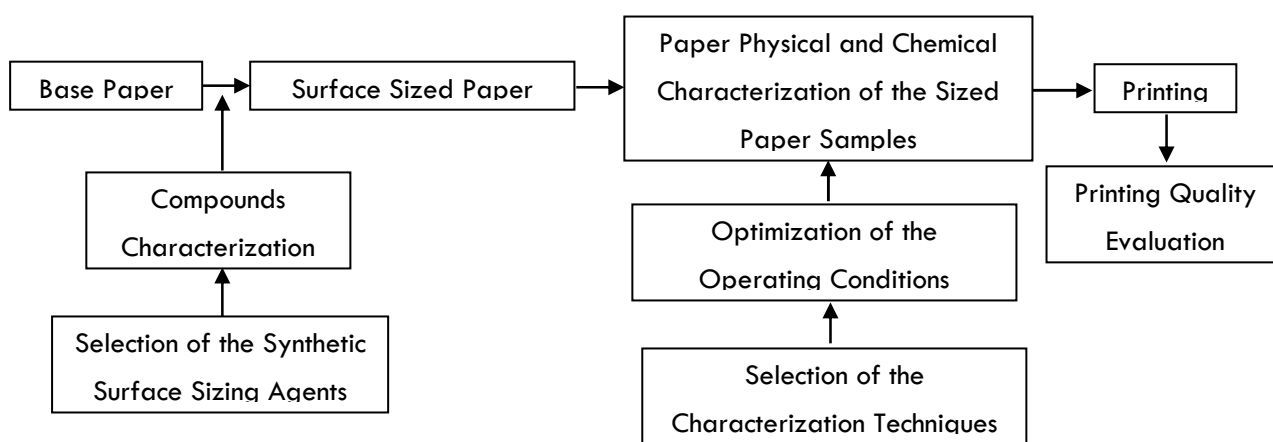 Base Paper
Surface Sized Paper
Paper Physical and Chemical
Characterization of the Sized
Paper Samples
Printing
Compounds
Characterization
Optimization of the
Operating Conditions
Printing Quality
Evaluation
Selection of the Synthetic
Surface Sizing Agents
Selection of the
Characterization Techniques